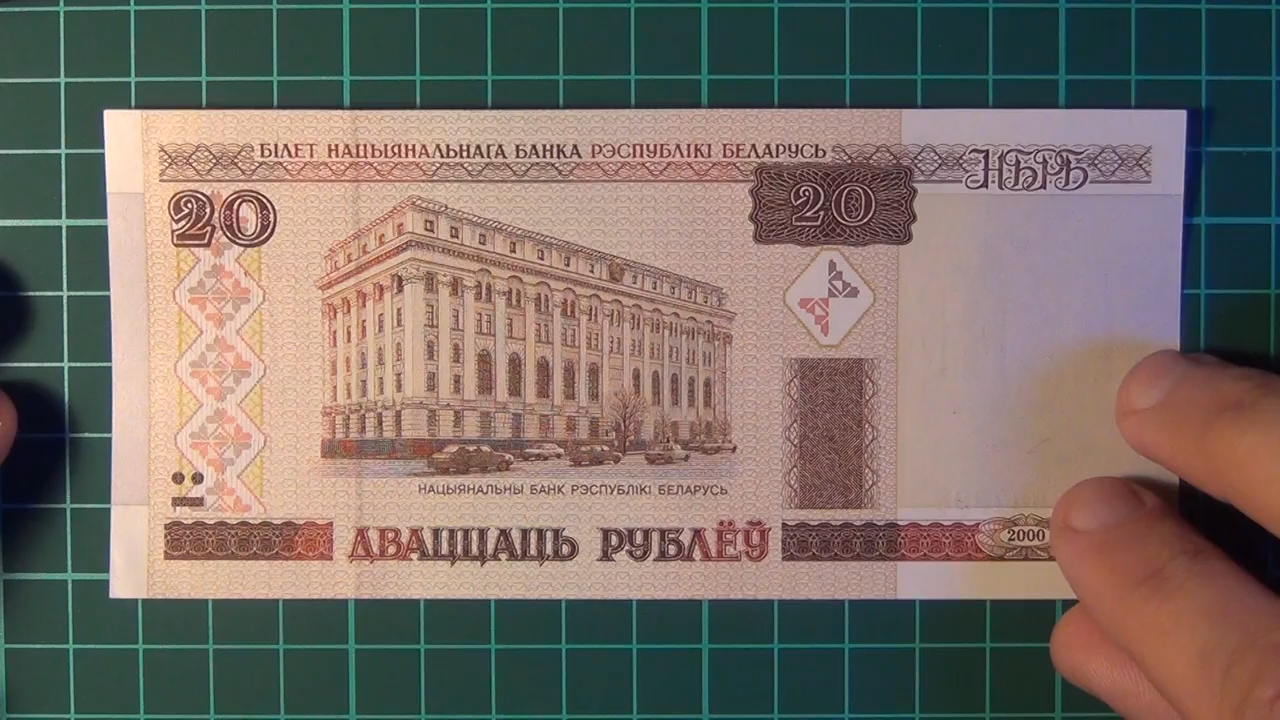 БІЛЕТ НАЦЫЯНАЛЬНАГА БАНКА РЭСПУБЛІКІ БЕЛАРУСЬ
НБРБ
20
20
НАЦЫЯНАЛЬНЫ БАНК РЭСПУБЛІКІ БЕЛАРУСЬ
ДВАЦЦАЦЬ РУБЛЁЎ
2000